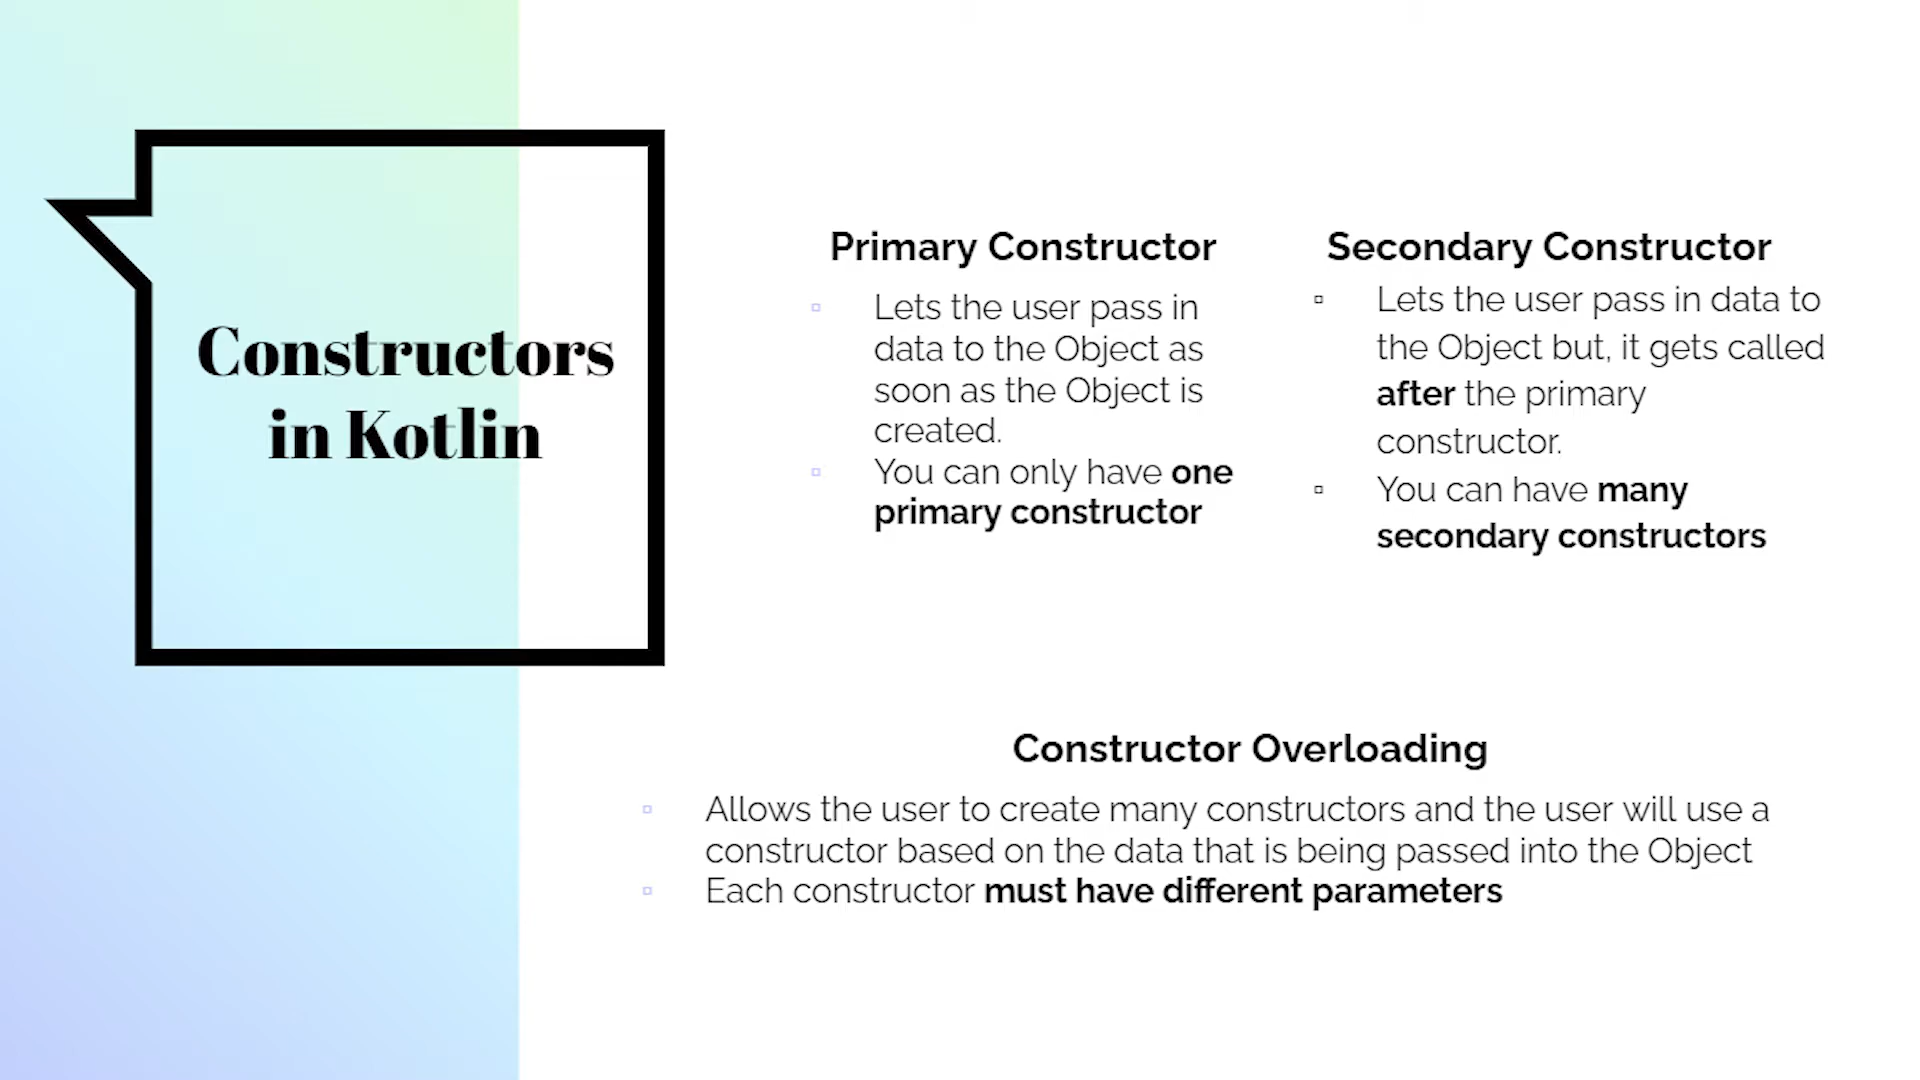 Constructors
in Kotlin
Primary Constructor
Lets the user pass in
data to the Object as
soon as the Object is
created.
You can only have one
primary constructor
Secondary Constructor
Lets the user pass in data to
the Object but, it gets called
after the primary
constructor.
You can have many
secondary constructors
Constructor Overloading
Allows the user to create many constructors and the user will use a
constructor based on the data that is being passed into the Object
Each constructor must have different parameters